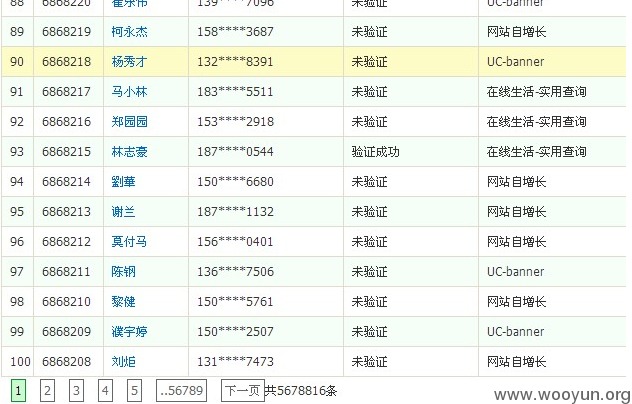 88 6868220 崔永伟 139****7096 未验证 UC-banner
89 6868219 柯永杰 158****3687 未验证 网站自增长
90 6868218 杨秀才 132****8391 未验证 UC-banner
91 6868217 马小林 183****5511 未验证 在线生活-实用查询
92 6868216 郑园园 153****2918 未验证 在线生活-实用查询
93 6868215 林志豪 187****0544 验证成功 在线生活-实用查询
94 6868214 劉華 150****6680 未验证 网站自增长
95 6868213 谢兰 187****1132 未验证 网站自增长
96 6868212 莫付马 156****0401 未验证 网站自增长
97 6868211 陈钢 136****7506 未验证 UC-banner
98 6868210 黎健 150****5761 未验证 网站自增长
99 6868209 濮宇婷 150****2507 未验证 UC-banner
100 6868208 刘炬 131****7473 未验证 网站自增长
1 2 3 4 5 ..56789 下一页 共5678816条
www.wooyun.org